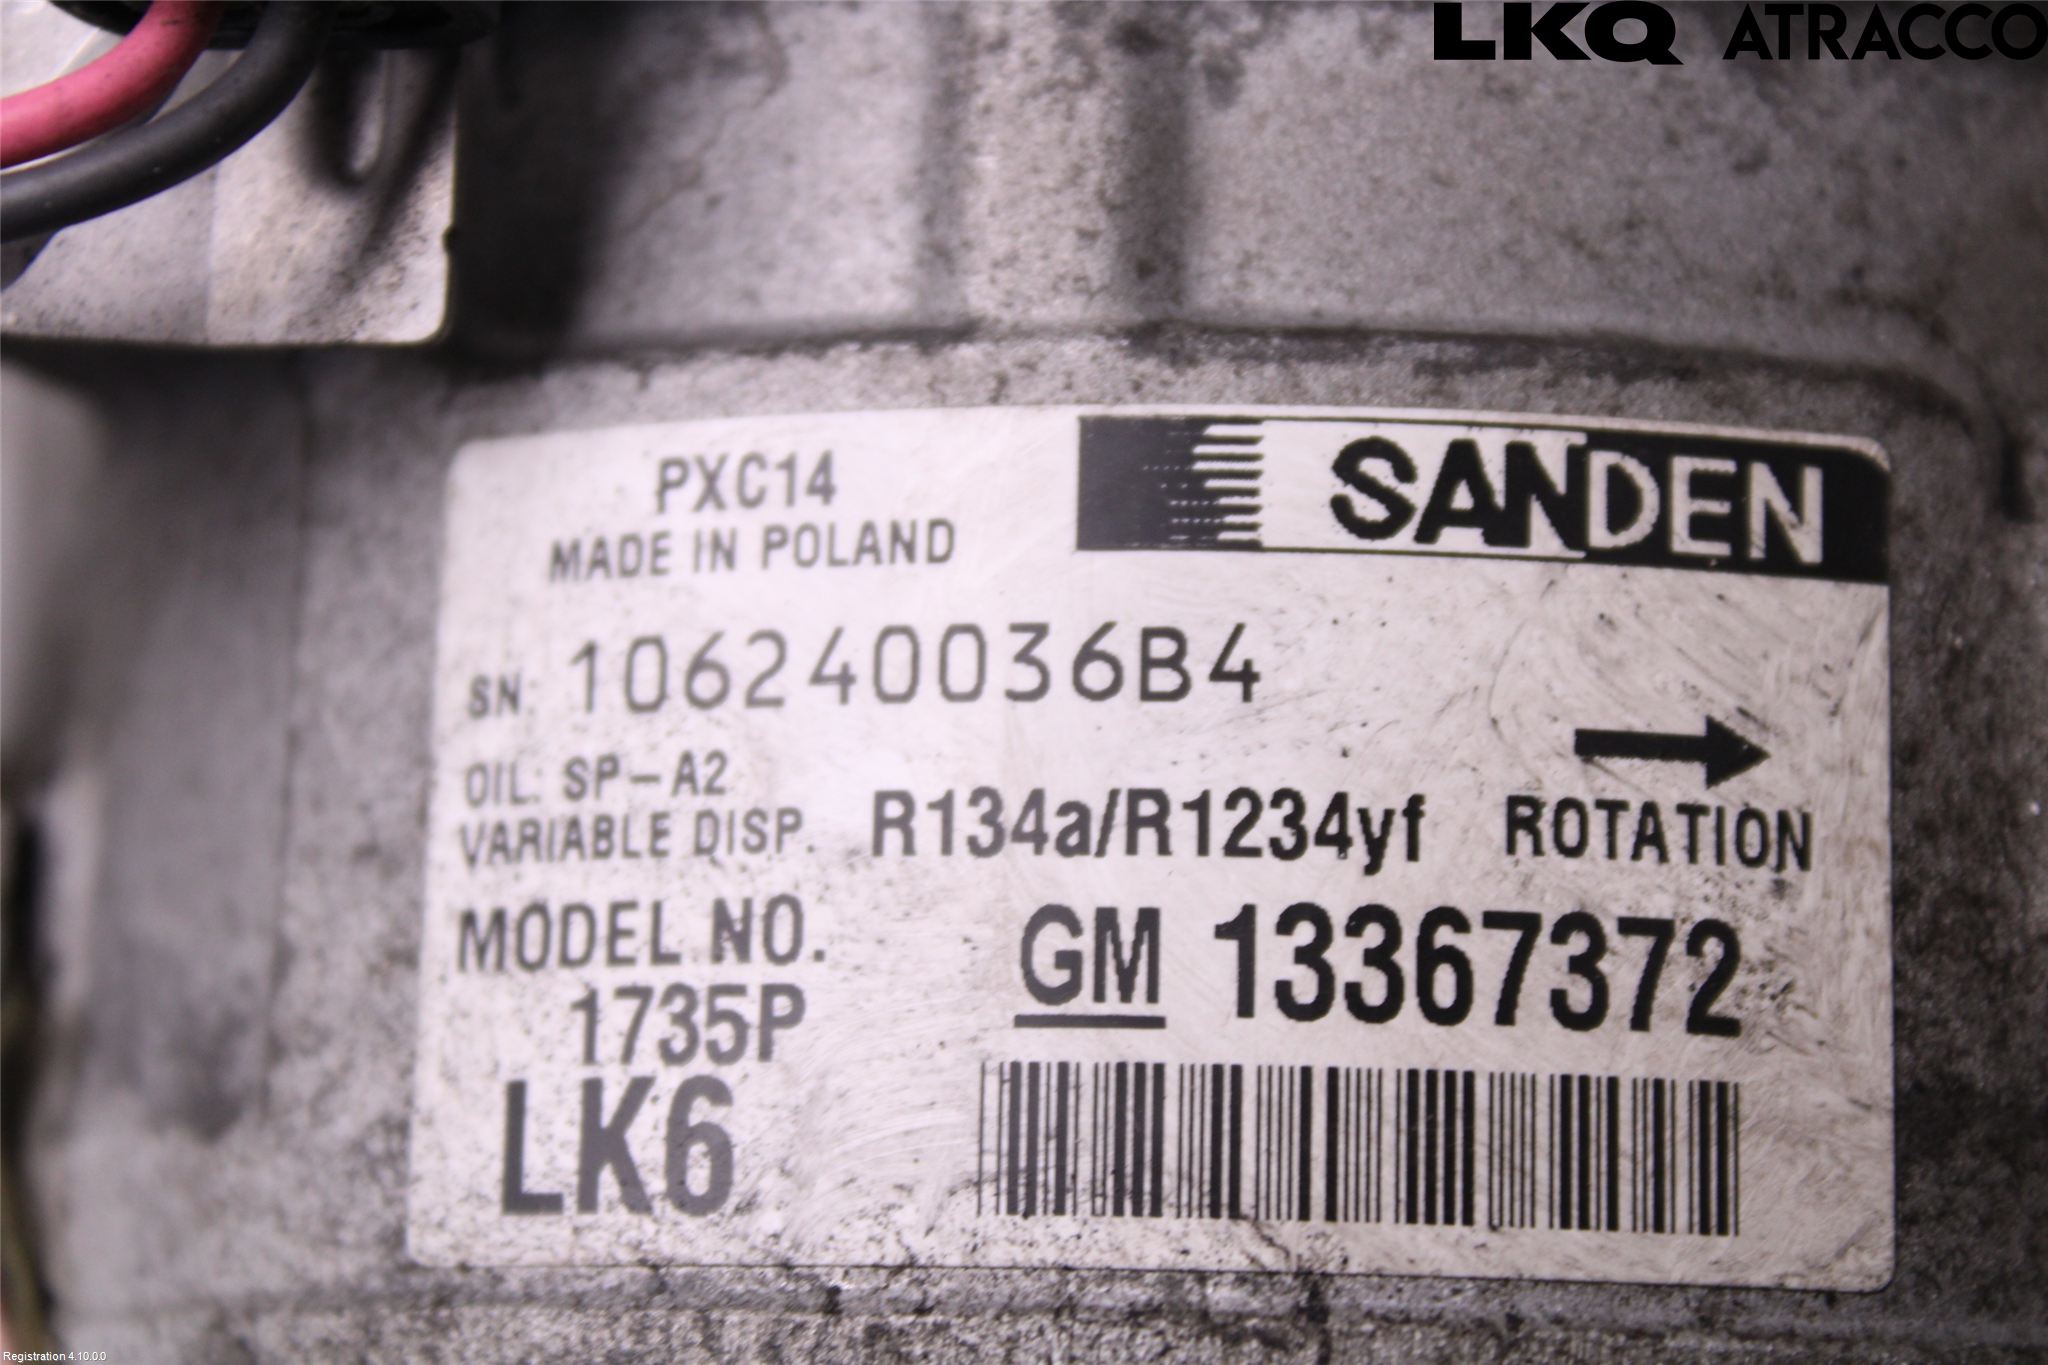 LKQ ATRACCO
PXC14
SANDEN
MADE IN POLAND
SN: 106240036B4
OIL: SP-A2
VARIABLE DISP. R134a/R1234yf ROTATION
MODEL NO. GM 13367372
1735P
LK6
Registration 4.10.0.0